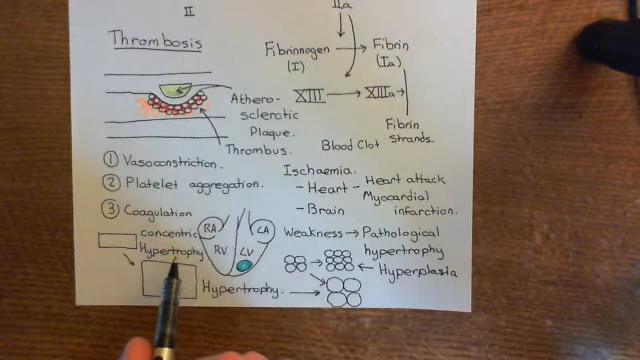 II
IIa
Thrombosis
Fibrinnogen → Fibrin
(I)
(Ia)
XIII → XIIIa →
Fibrin
strands.
Athero-
sclerotic
Plaque.
Thrombus.
Blood Clot
① Vasoconstriction.
② Platelet aggregation.
③ Coagulation
Ischaemia.
- Heart - Heart attack
Myocardial
infarction.
- Brain
concentric
Hypertrophy
RA
LA
RV
LV
Weakness → Pathological
hypertrophy
Hyperplasia
Hypertrophy.